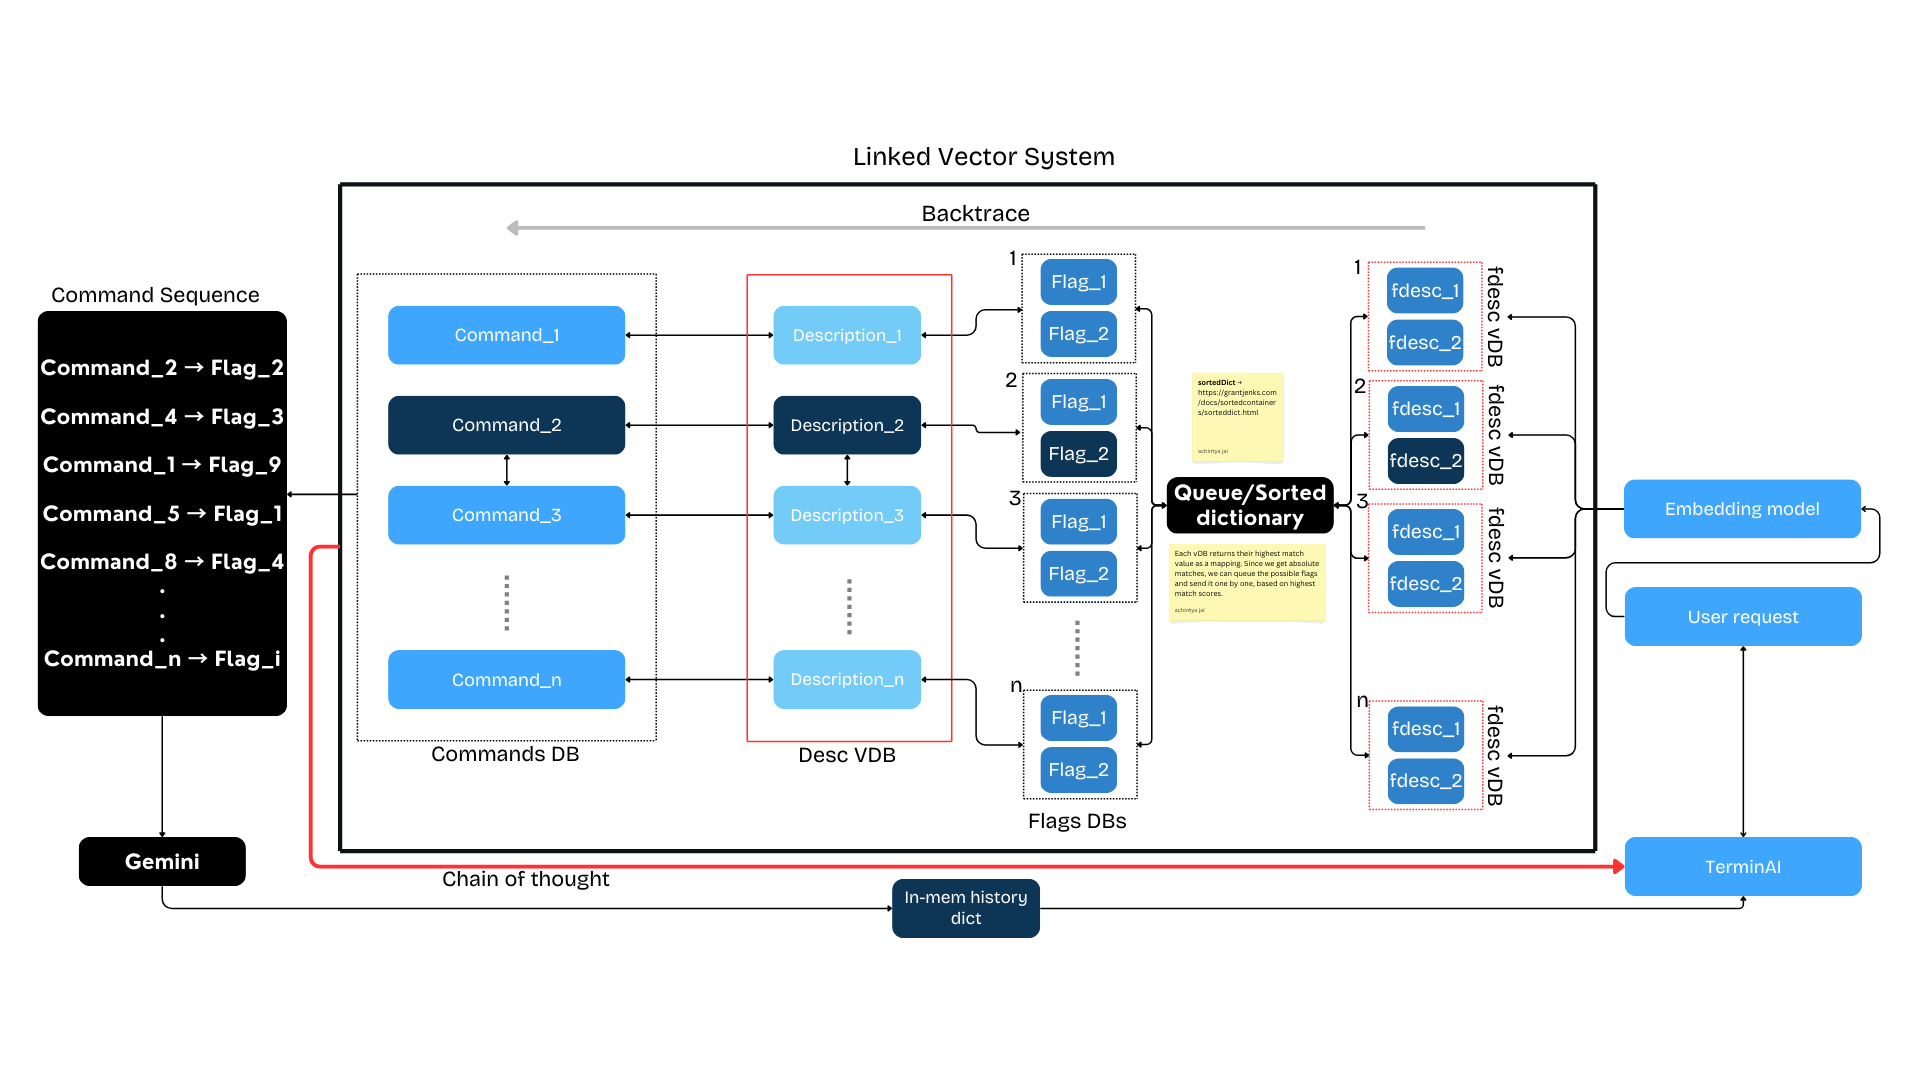 Linked Vector System
Backtrace
Command Sequence
Command_2 → Flag_2
Command_4 → Flag_3
Command_1 → Flag_9
Command_5 → Flag_1
Command_8 → Flag_4
.
.
.
Command_n → Flag_i
Gemini
Command_1
Command_2
Command_3
Command_n
Commands DB
Description_1
Description_2
Description_3
Description_n
Desc VDB
1
Flag_1
Flag_2
2
Flag_1
Flag_2
3
Flag_1
Flag_2
n
Flag_1
Flag_2
Flags DBs
sortedDict →
https://grantjenks.com
/docs/sortedcontainer
s/sorteddict.html
achintya.jai
Queue/Sorted
dictionary
Each vDB returns their highest match
value as a mapping. Since we get absolute
matches, we can queue the possible flags
and send it one by one, based on highest
match scores.
achintya.jai
1
fdesc_1
fdesc_2
fdesc vDB
2
fdesc_1
fdesc_2
fdesc vDB
3
fdesc_1
fdesc_2
fdesc vDB
n
fdesc_1
fdesc_2
fdesc vDB
Embedding model
User request
TerminAI
Chain of thought
In-mem history
dict